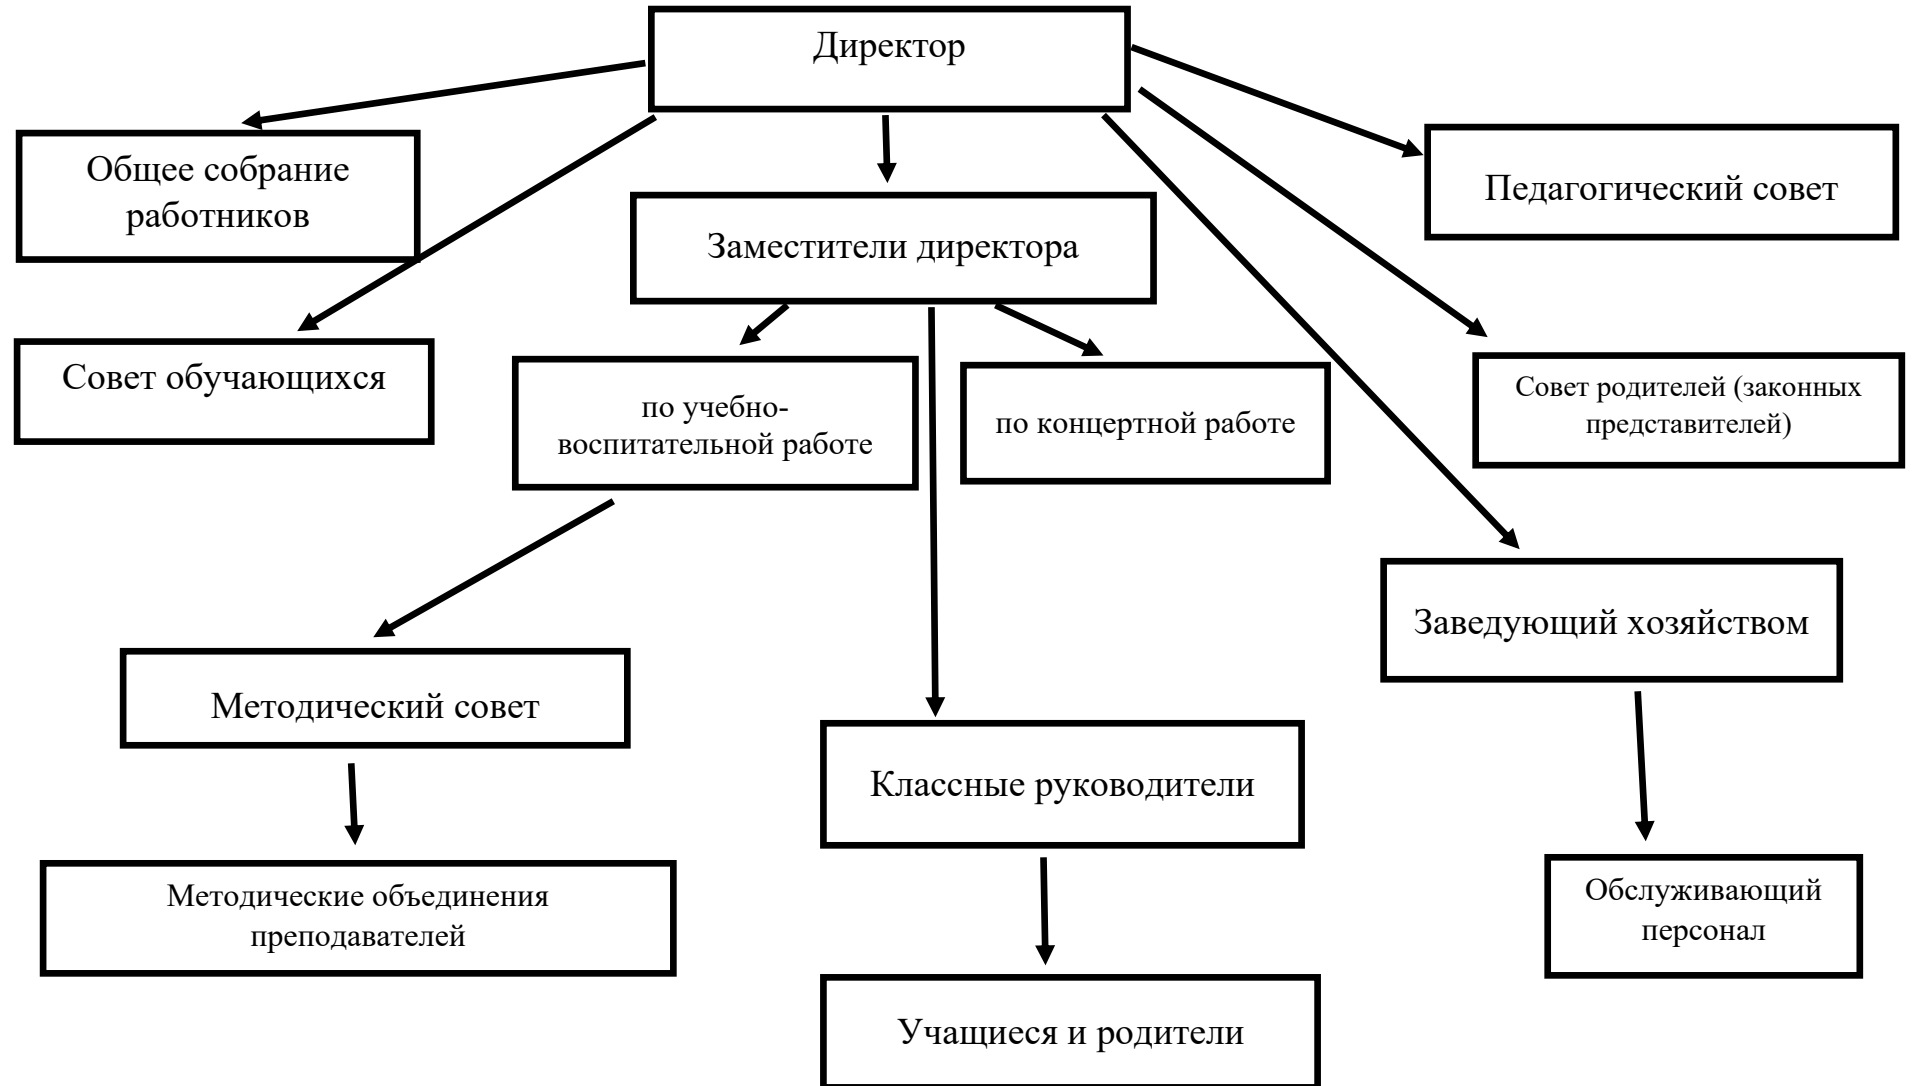 Директор
Общее собрание
работников
Педагогический совет
Заместители директора
Совет обучающихся
по учебно-
воспитательной работе
по концертной работе
Совет родителей (законных
представителей)
Заведующий хозяйством
Методический совет
Классные руководители
Методические объединения
преподавателей
Обслуживающий
персонал
Учащиеся и родители